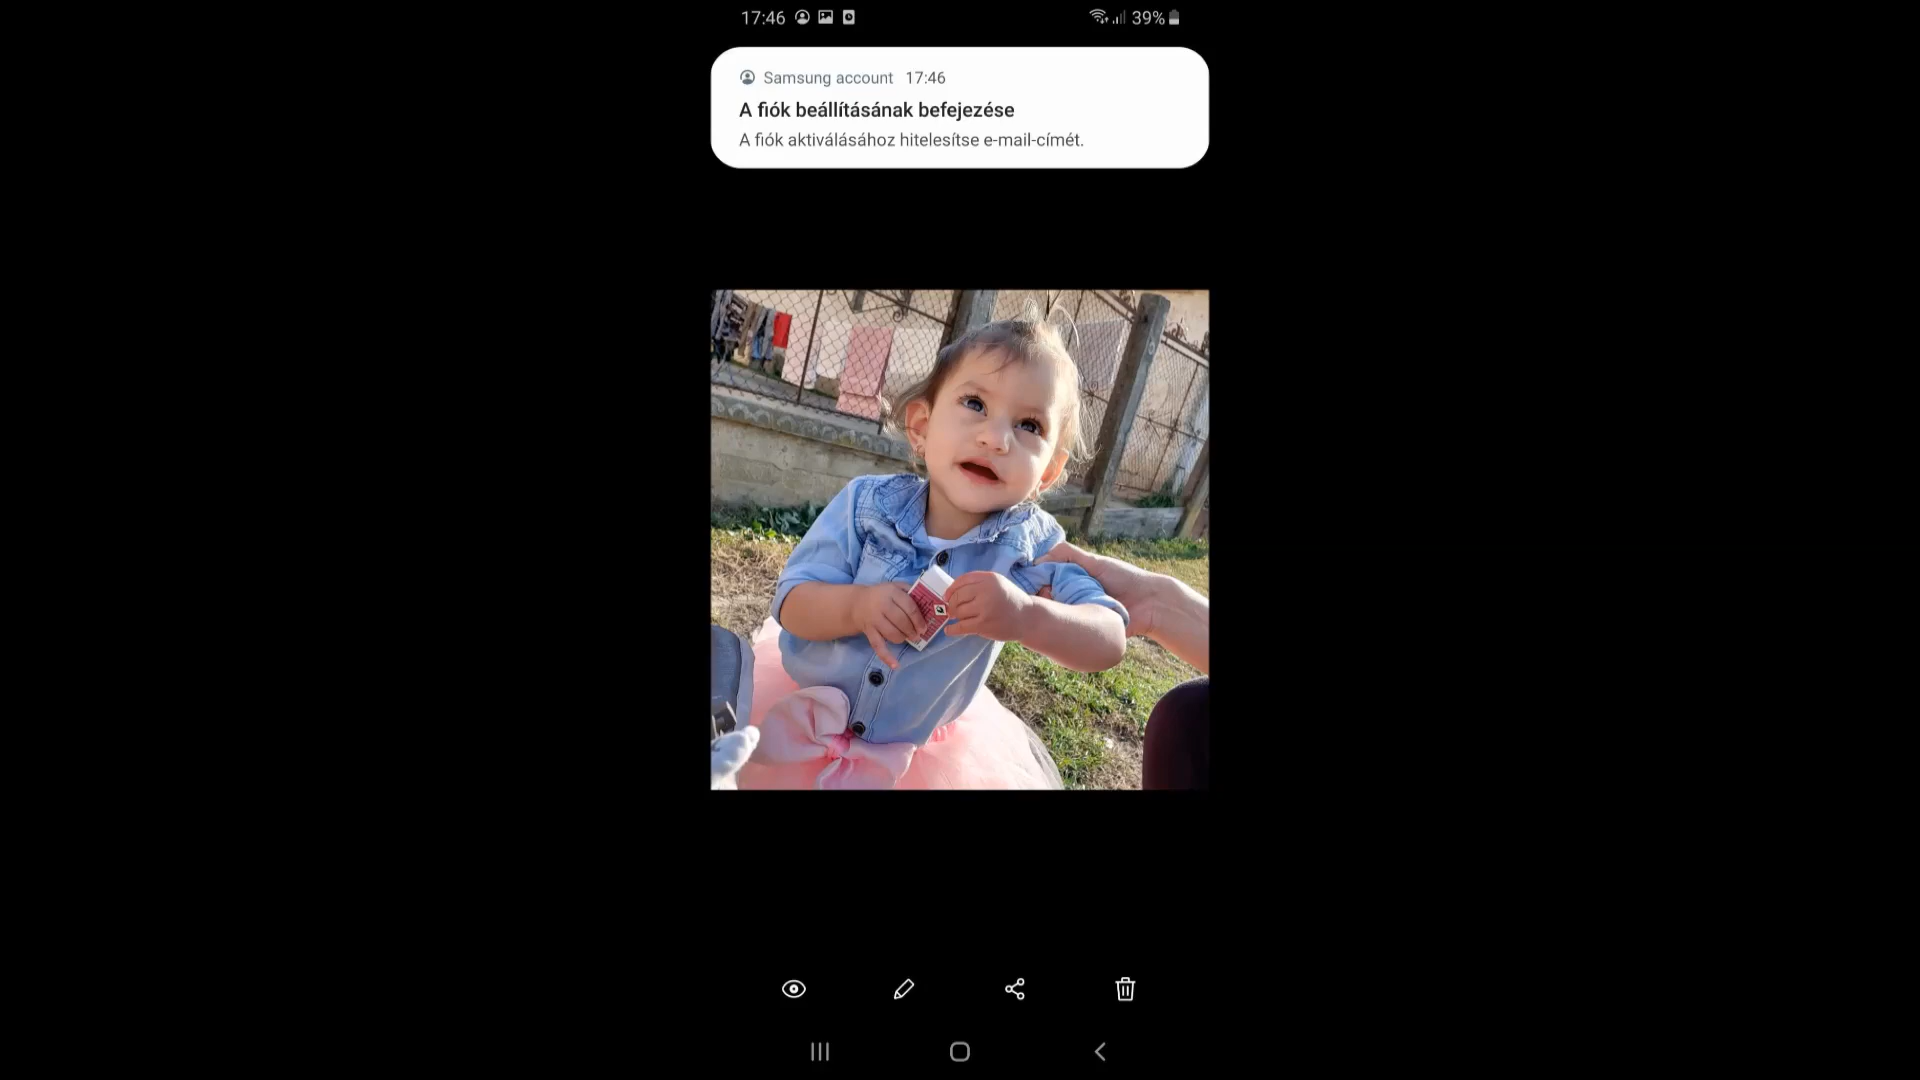 17:46
39%
Samsung account 17:46
A fiók beállításának befejezése
A fiók aktiválásához hitelesítse e-mail-címét.